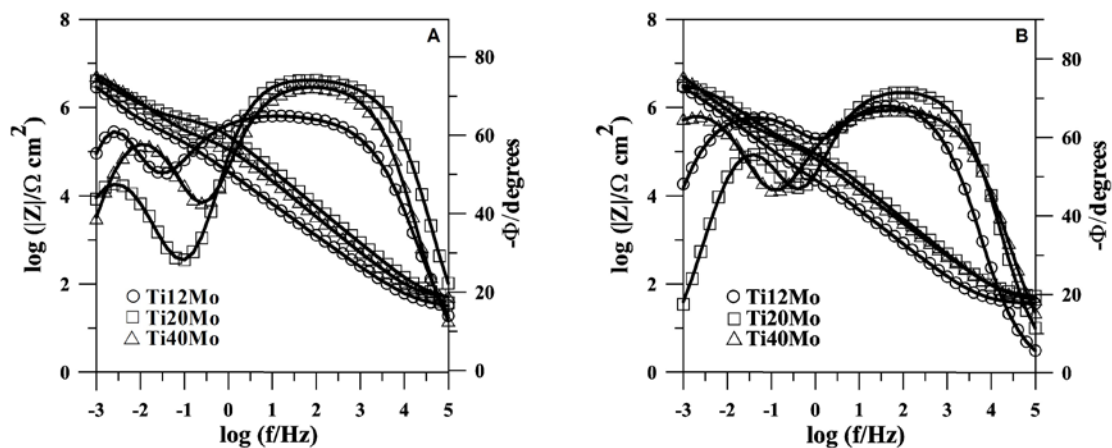 A
8
6
4
2
0
log (|Z|/Ω cm²)
80
60
40
20
0
-Φ/degrees
Ti12Mo
Ti20Mo
Ti40Mo
-3 -2 -1 0 1 2 3 4 5
log (f/Hz)
B
8
6
4
2
0
log (|Z|/Ω cm²)
80
60
40
20
0
-Φ/degrees
Ti12Mo
Ti20Mo
Ti40Mo
-3 -2 -1 0 1 2 3 4 5
log (f/Hz)